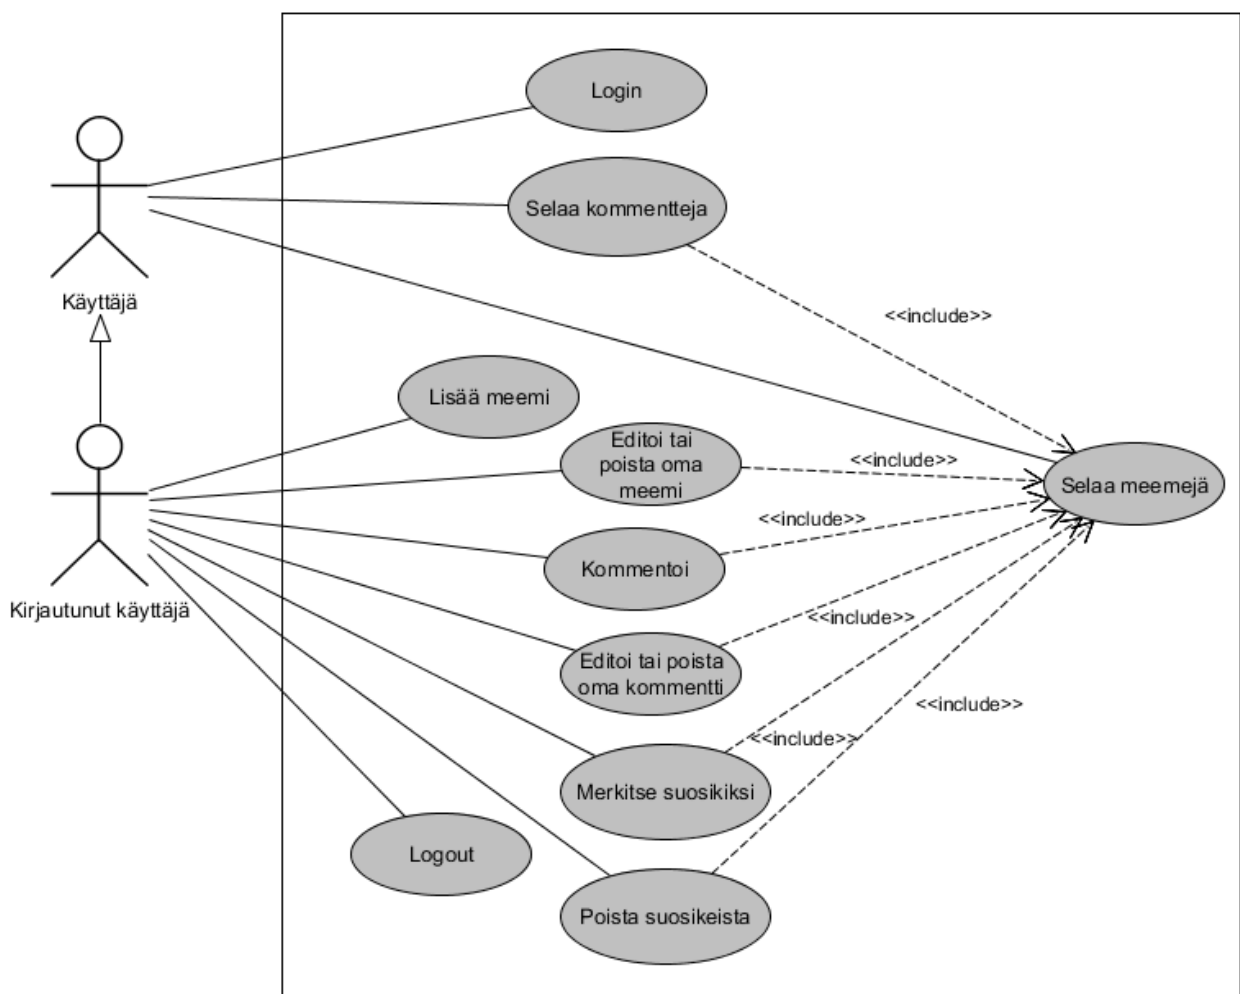 Login
Selaa kommentteja
Käyttäjä
<<include>>
Lisää meemi
Editoi tai
poista oma
meemi
<<include>>
Selaa meemejä
<<include>>
Kommentoi
Kirjautunut käyttäjä
<<include>>
Editoi tai poista
oma kommentti
<<include>>
<<include>>
Merkitse suosikiksi
Logout
Poista suosikeista